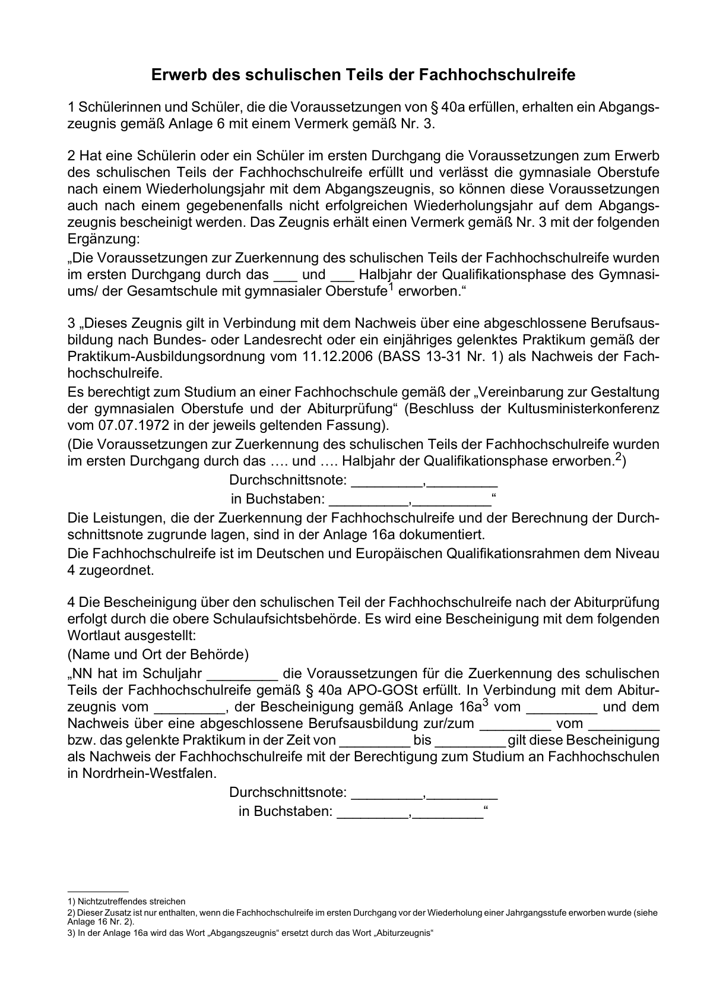 Erwerb des schulischen Teils der Fachhochschulreife
1 Schülerinnen und Schüler, die die Voraussetzungen von § 40a erfüllen, erhalten ein Abgangs-
zeugnis gemäß Anlage 6 mit einem Vermerk gemäß Nr. 3.
2 Hat eine Schülerin oder ein Schüler im ersten Durchgang die Voraussetzungen zum Erwerb
des schulischen Teils der Fachhochschulreife erfüllt und verlässt die gymnasiale Oberstufe
nach einem Wiederholungsjahr mit dem Abgangszeugnis, so können diese Voraussetzungen
auch nach einem gegebenenfalls nicht erfolgreichen Wiederholungsjahr auf dem Abgangs-
zeugnis bescheinigt werden. Das Zeugnis erhält einen Vermerk gemäß Nr. 3 mit der folgenden
Ergänzung:
„Die Voraussetzungen zur Zuerkennung des schulischen Teils der Fachhochschulreife wurden
im ersten Durchgang durch das ___ und ___ Halbjahr der Qualifikationsphase des Gymnasi-
ums/ der Gesamtschule mit gymnasialer Oberstufe1 erworben.“
3 „Dieses Zeugnis gilt in Verbindung mit dem Nachweis über eine abgeschlossene Berufsaus-
bildung nach Bundes- oder Landesrecht oder ein einjähriges gelenktes Praktikum gemäß der
Praktikum-Ausbildungsordnung vom 11.12.2006 (BASS 13-31 Nr. 1) als Nachweis der Fach-
hochschulreife.
Es berechtigt zum Studium an einer Fachhochschule gemäß der „Vereinbarung zur Gestaltung
der gymnasialen Oberstufe und der Abiturprüfung“ (Beschluss der Kultusministerkonferenz
vom 07.07.1972 in der jeweils geltenden Fassung).
(Die Voraussetzungen zur Zuerkennung des schulischen Teils der Fachhochschulreife wurden
im ersten Durchgang durch das …. und …. Halbjahr der Qualifikationsphase erworben.2)
Durchschnittsnote: _________,_________
in Buchstaben: __________,__________“
Die Leistungen, die der Zuerkennung der Fachhochschulreife und der Berechnung der Durch-
schnittsnote zugrunde lagen, sind in der Anlage 16a dokumentiert.
Die Fachhochschulreife ist im Deutschen und Europäischen Qualifikationsrahmen dem Niveau
4 zugeordnet.
4 Die Bescheinigung über den schulischen Teil der Fachhochschulreife nach der Abiturprüfung
erfolgt durch die obere Schulaufsichtsbehörde. Es wird eine Bescheinigung mit dem folgenden
Wortlaut ausgestellt:
(Name und Ort der Behörde)
„NN hat im Schuljahr _________ die Voraussetzungen für die Zuerkennung des schulischen
Teils der Fachhochschulreife gemäß § 40a APO-GOSt erfüllt. In Verbindung mit dem Abitur-
zeugnis vom _________, der Bescheinigung gemäß Anlage 16a3 vom _________ und dem
Nachweis über eine abgeschlossene Berufsausbildung zur/zum _________ vom _________
bzw. das gelenkte Praktikum in der Zeit von _________ bis _________ gilt diese Bescheinigung
als Nachweis der Fachhochschulreife mit der Berechtigung zum Studium an Fachhochschulen
in Nordrhein-Westfalen.
Durchschnittsnote: _________,_________
in Buchstaben: _________,_________“
1) Nichtzutreffendes streichen
2) Dieser Zusatz ist nur enthalten, wenn die Fachhochschulreife im ersten Durchgang vor der Wiederholung einer Jahrgangsstufe erworben wurde (siehe
Anlage 16 Nr. 2).
3) In der Anlage 16a wird das Wort „Abgangszeugnis“ ersetzt durch das Wort „Abiturzeugnis“